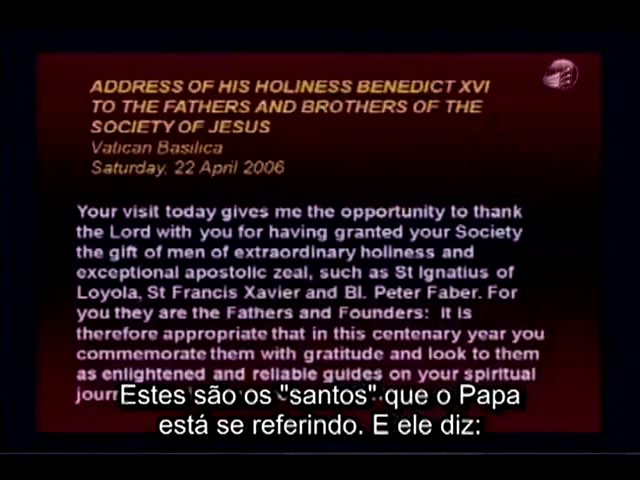 ADDRESS OF HIS HOLINESS BENEDICT XVI
TO THE FATHERS AND BROTHERS OF THE
SOCIETY OF JESUS
Vatican Basilica
Saturday, 22 April 2006
Your visit today gives me the opportunity to thank
the Lord with you for having granted your Society
the gift of men of extraordinary holiness and
exceptional apostolic zeal, such as St Ignatius of
Loyola, St Francis Xavier and Bl. Peter Faber. For
you they are the Fathers and Founders: it is
therefore appropriate that in this centenary year you
commemorate them with gratitude and look to them
as enlightened and reliable guides on your spiritual
Estes são os "santos" que o Papa
está se referindo. E ele diz: